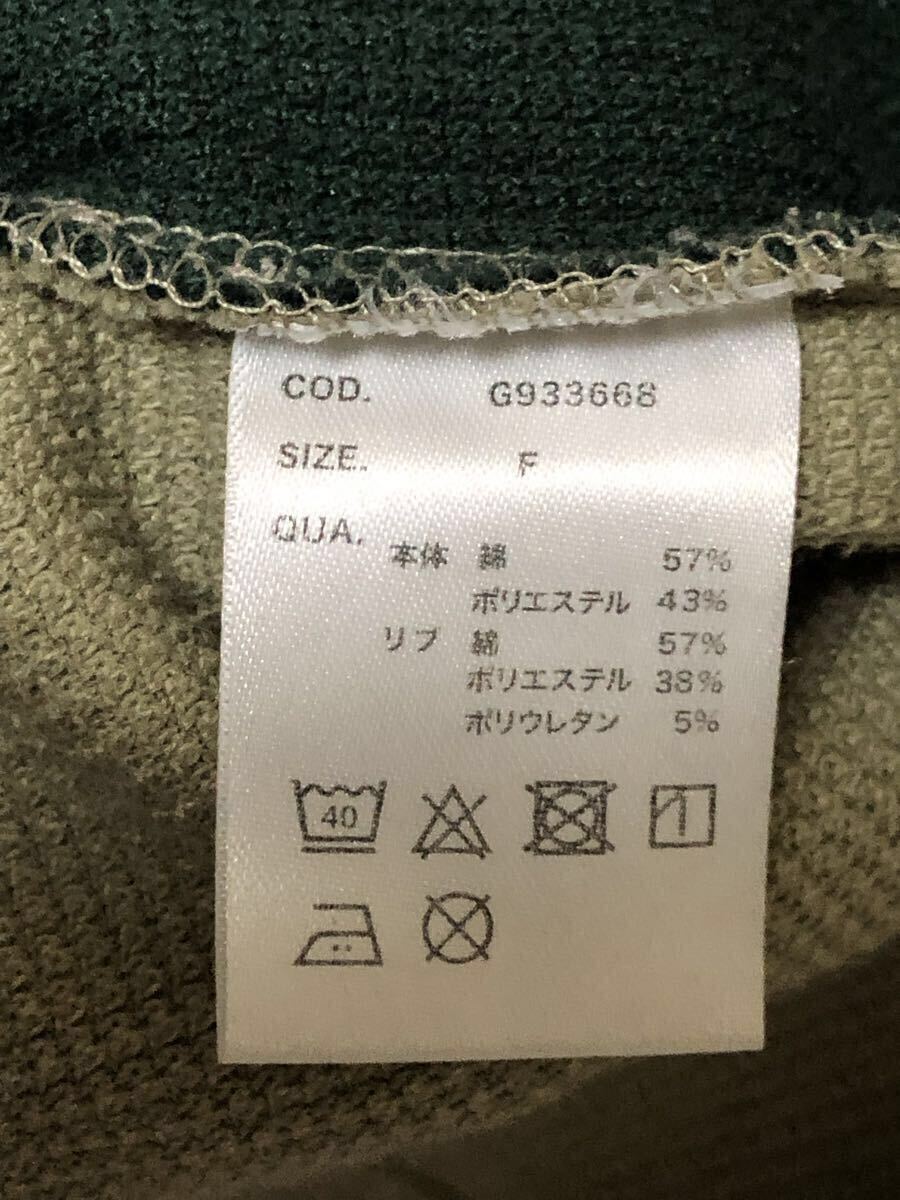 COD. G933668
SIZE. F
QUA.
本体 綿 57%
ポリエステル 43%
リブ 綿 57%
ポリエステル 38%
ポリウレタン 5%
40